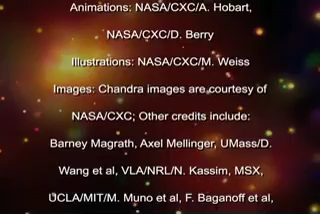 Animations: NASA/CXC/A. Hobart,
NASA/CXC/D. Berry
Illustrations: NASA/CXC/M. Weiss
Images: Chandra images are courtesy of
NASA/CXC; Other credits include:
Barney Magrath, Axel Mellinger, UMass/D.
Wang et al, VLA/NRL/N. Kassim, MSX,
UCLA/MIT/M. Muno et al, F. Baganoff et al,